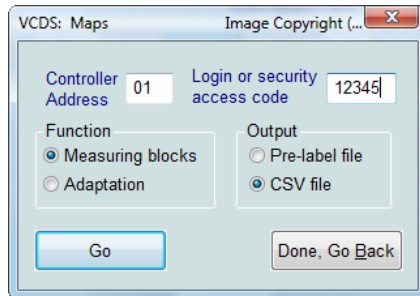 VCDS: Maps Image Copyright (...
Controller Address 01 Login or security access code 12345
Function
Measuring blocks
Adaptation
Output
Pre-label file
CSV file
Go Done, Go Back